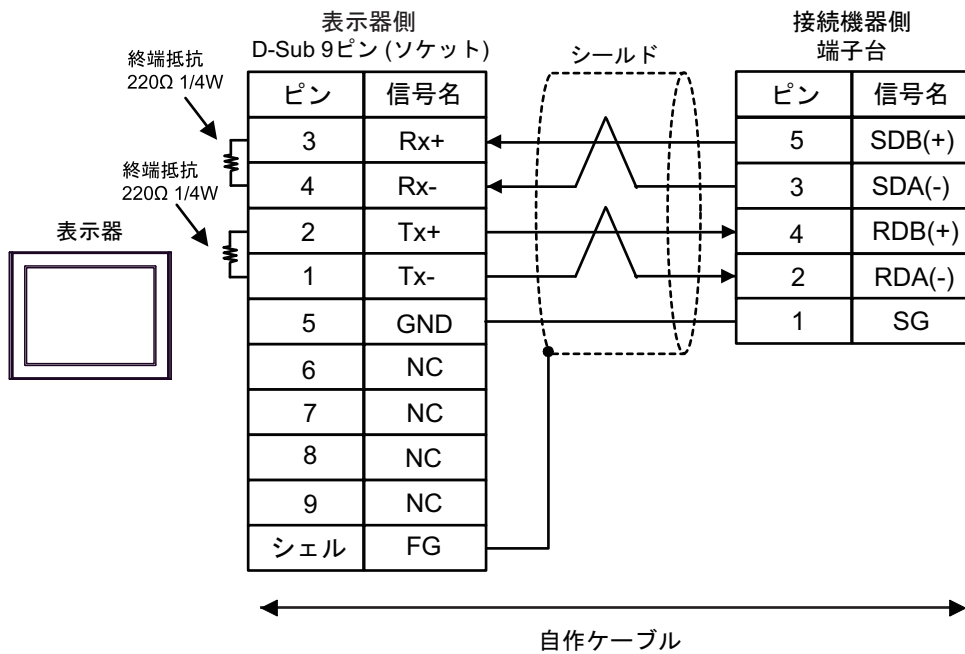 表示器側
D-Sub 9ピン (ソケット)
シールド
接続機器側
端子台
終端抵抗
220Ω 1/4W
終端抵抗
220Ω 1/4W
表示器
ピン 信号名
3 Rx+
4 Rx-
2 Tx+
1 Tx-
5 GND
6 NC
7 NC
8 NC
9 NC
シェル FG
ピン 信号名
5 SDB(+)
3 SDA(-)
4 RDB(+)
2 RDA(-)
1 SG
自作ケーブル